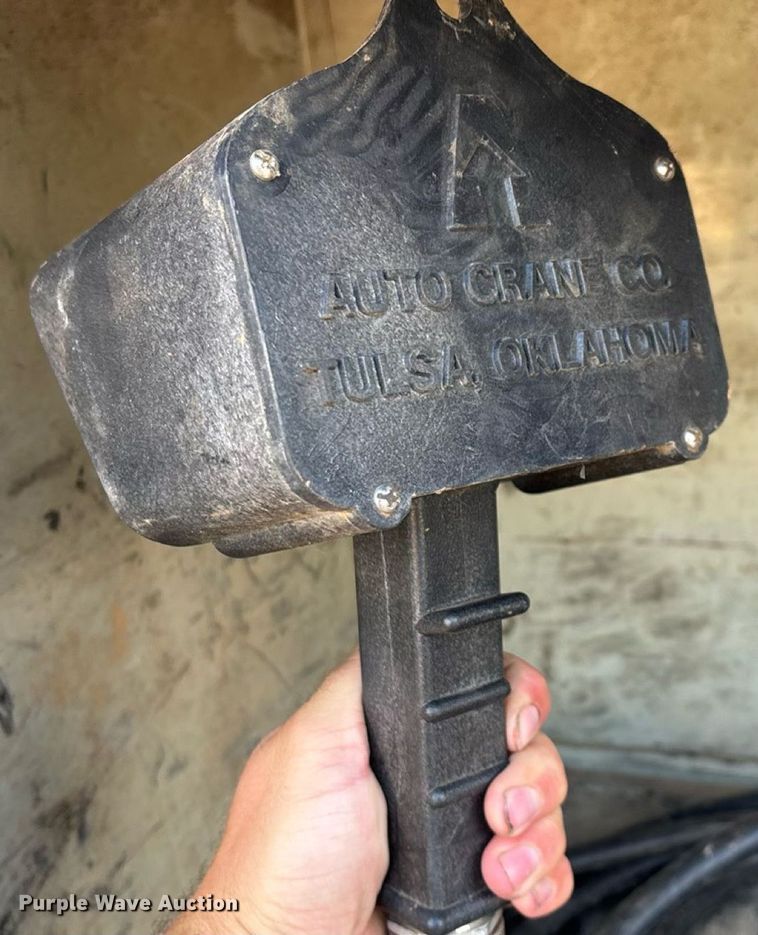 AUTO CRANE CO.
TULSA, OKLAHOMA
Purple Wave Auction